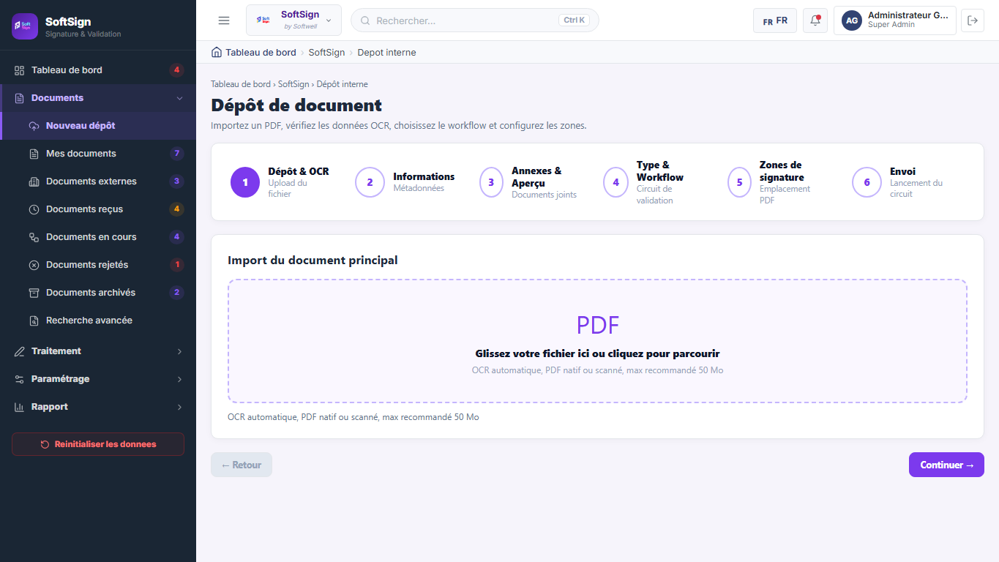 SoftSign
Signature & Validation
Tableau de bord 4
Documents
Nouveau dépôt
Mes documents 7
Documents externes 3
Documents reçus 4
Documents en cours 4
Documents rejetés 1
Documents archivés 2
Recherche avancée
Traitement
Paramétrage
Rapport
Reinitialiser les donnees
SoftSign
by Softwell
Rechercher... Ctrl K
FR FR
AG
Administrateur G...
Super Admin
Tableau de bord › SoftSign › Depot interne
Tableau de bord › SoftSign › Dépôt interne
Dépôt de document
Importez un PDF, vérifiez les données OCR, choisissez le workflow et configurez les zones.
1
Dépôt & OCR
Upload du
fichier
2
Informations
Métadonnées
3
Annexes &
Aperçu
Documents joints
4
Type &
Workflow
Circuit de
validation
5
Zones de
signature
Emplacement
PDF
6
Envoi
Lancement du
circuit
Import du document principal
PDF
Glissez votre fichier ici ou cliquez pour parcourir
OCR automatique, PDF natif ou scanné, max recommandé 50 Mo
OCR automatique, PDF natif ou scanné, max recommandé 50 Mo
← Retour
Continuer →